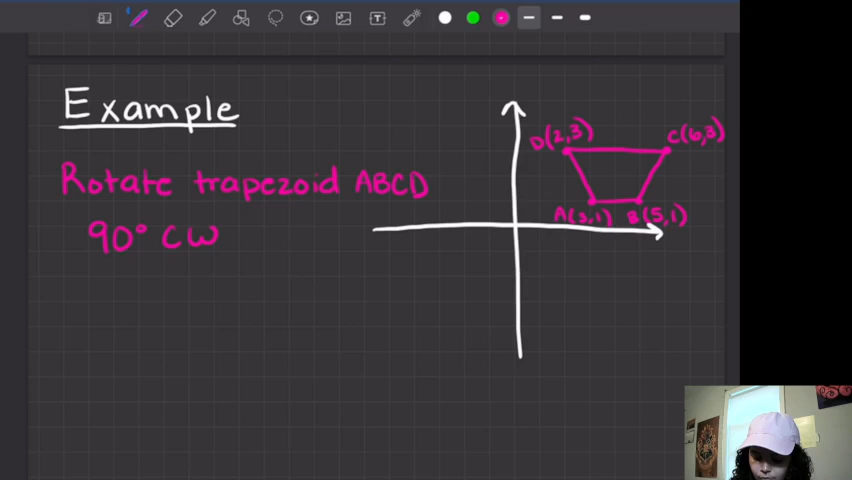 Example
Rotate trapezoid ABCD
90° CW
D(2,3)
C(6,3)
A(3,1)
B(5,1)